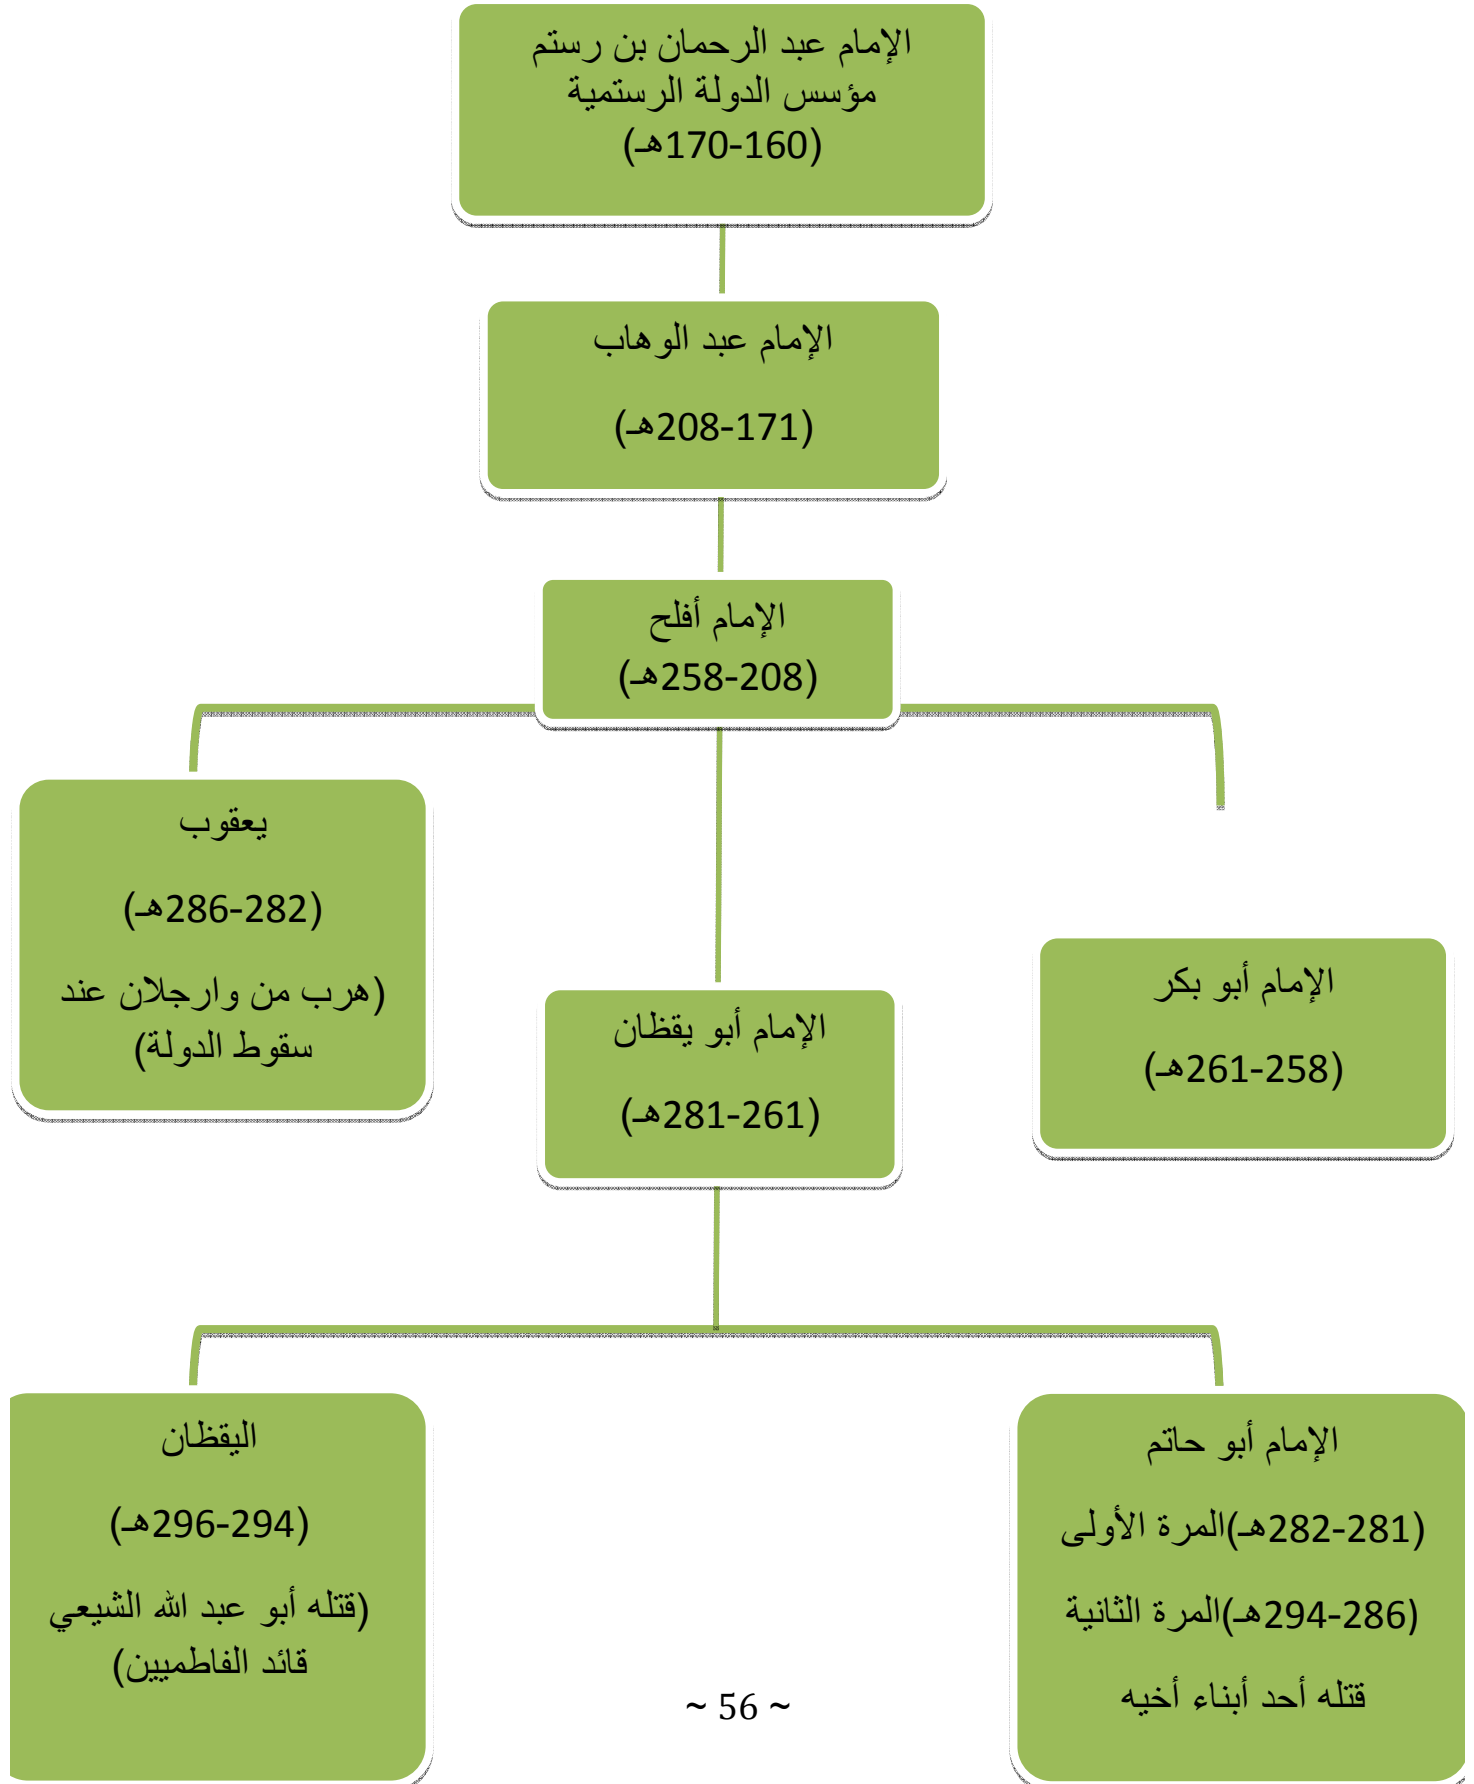 الإمام عبد الرحمان بن رستم
مؤسس الدولة الرستمية
(160-170هـ)
الإمام عبد الوهاب
(171-208هـ)
الإمام أفلح
(208-258هـ)
الإمام أبو بكر
(258-261هـ)
الإمام أبو يقظان
(261-281هـ)
يعقوب
(282-286هـ)
(هرب من وارجلان عند
سقوط الدولة)
الإمام أبو حاتم
(281-282هـ)المرة الأولى
(286-294هـ)المرة الثانية
قتله أحد أبناء أخيه
اليقظان
(294-296هـ)
(قتله أبو عبد الله الشيعي
قائد الفاطميين)
~ 56 ~